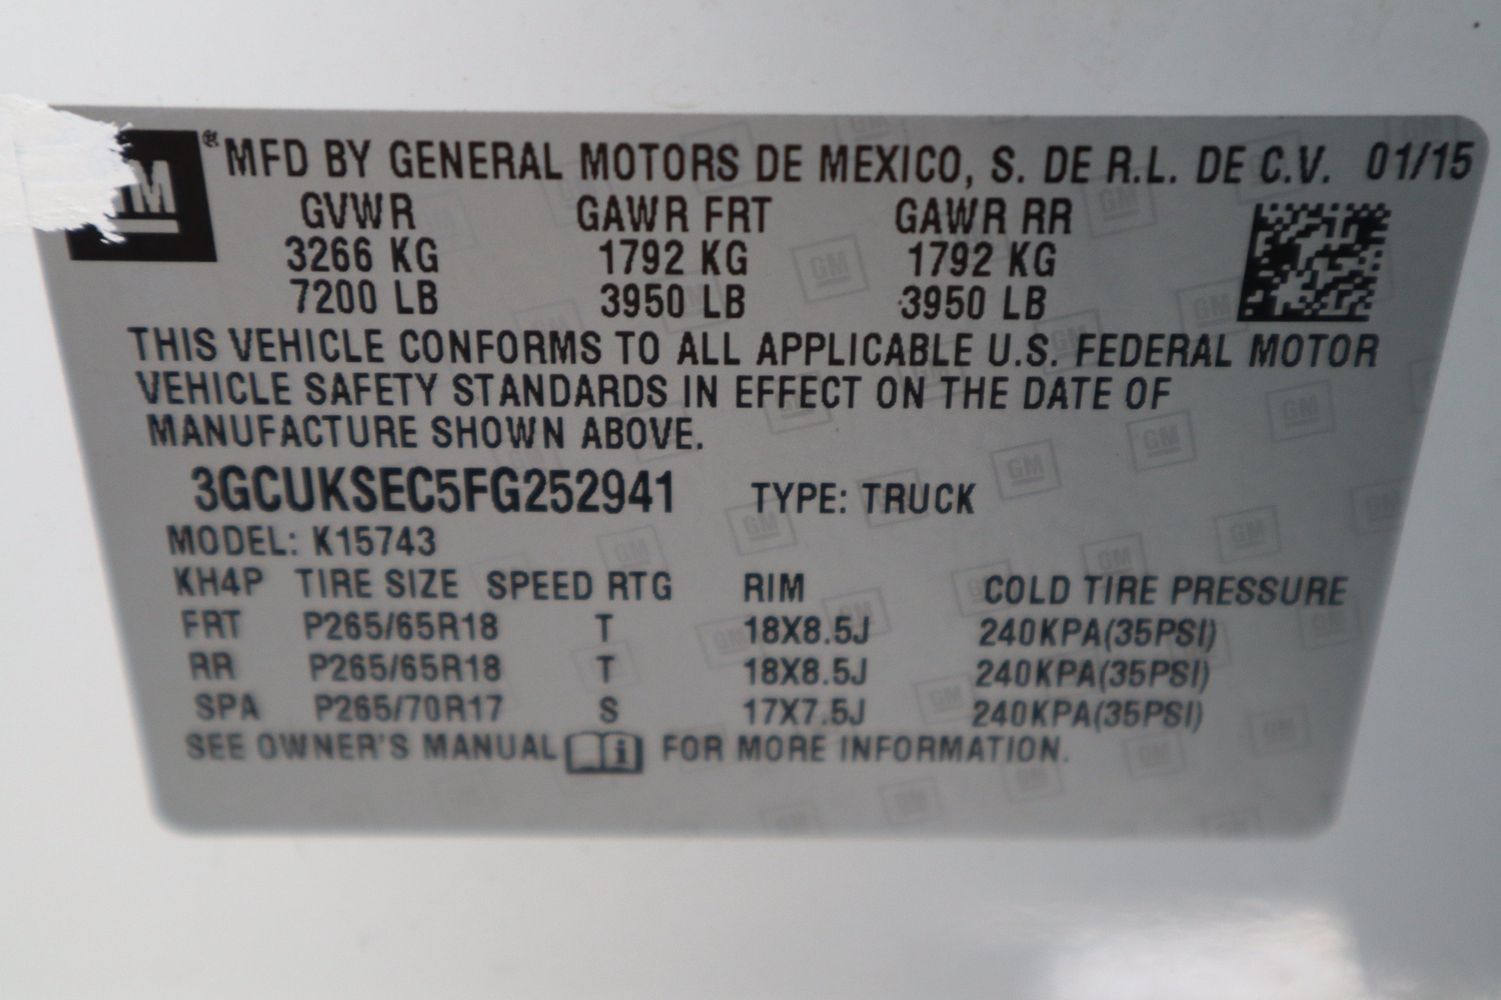 GM® MFD BY GENERAL MOTORS DE MEXICO, S. DE R.L. DE C.V. 01/15
GVWR GAWR FRT GAWR RR
3266 KG 1792 KG 1792 KG
7200 LB 3950 LB 3950 LB
THIS VEHICLE CONFORMS TO ALL APPLICABLE U.S. FEDERAL MOTOR
VEHICLE SAFETY STANDARDS IN EFFECT ON THE DATE OF
MANUFACTURE SHOWN ABOVE.
3GCUKSEC5FG252941 TYPE: TRUCK
MODEL: K15743
KH4P TIRE SIZE SPEED RTG RIM COLD TIRE PRESSURE
FRT P265/65R18 T 18X8.5J 240KPA(35PSI)
RR P265/65R18 T 18X8.5J 240KPA(35PSI)
SPA P265/70R17 S 17X7.5J 240KPA(35PSI)
SEE OWNER'S MANUAL i FOR MORE INFORMATION.